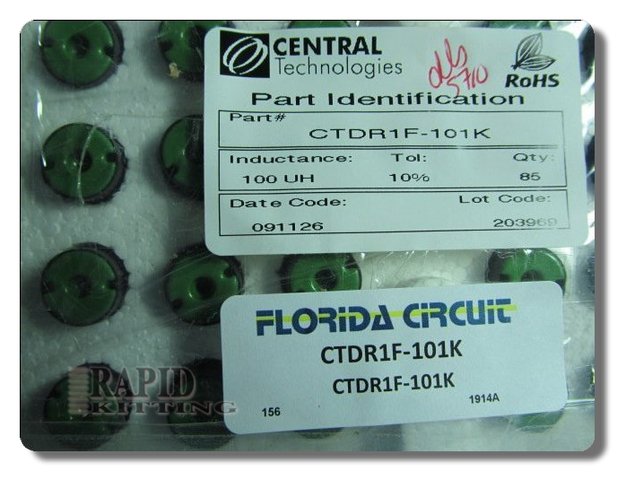 CENTRAL
Technologies
RoHS
Part Identification
Part#
CTDR1F-101K
Inductance: Tol: Qty:
100 UH 10% 85
Date Code: Lot Code:
091126 203969
FLORIDA CIRCUIT
CTDR1F-101K
CTDR1F-101K
156 1914A
RAPID
KITTING